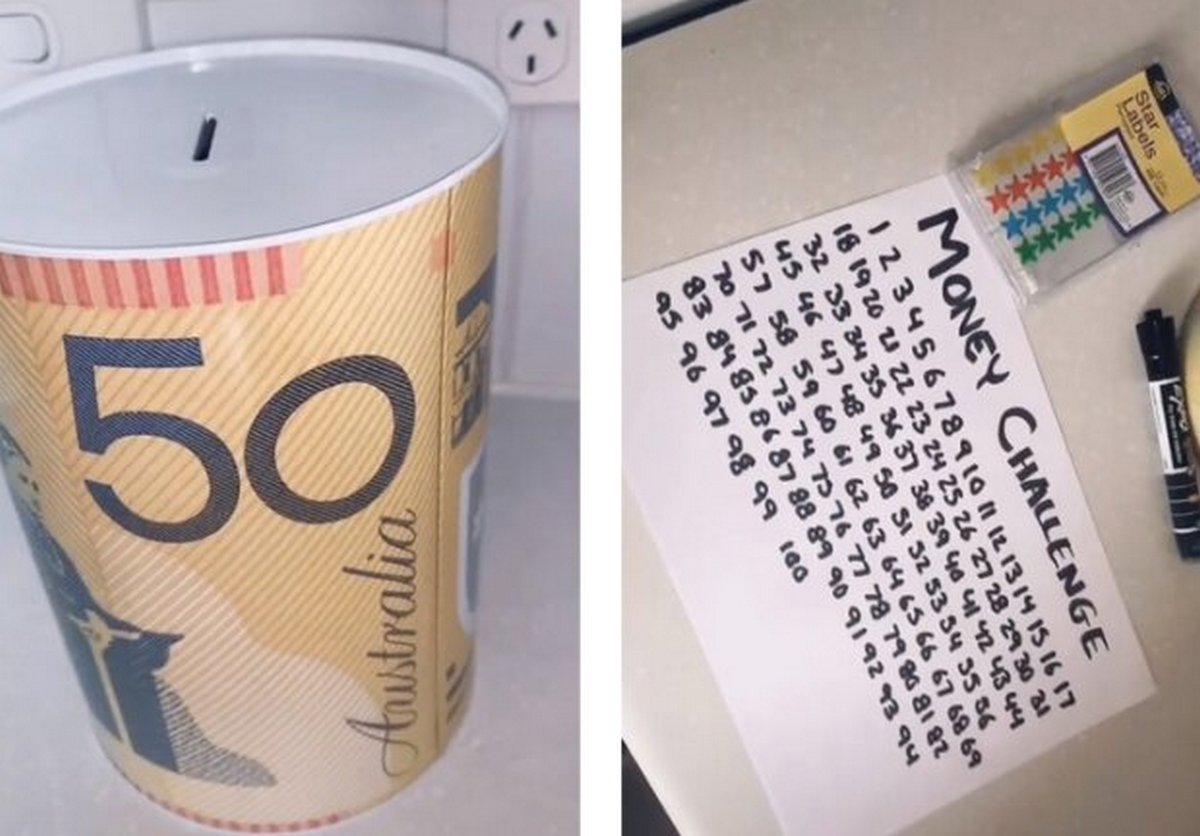 50
Australia
Star
Labels
MONEY CHALLENGE
1 2 3 4 5 6 7 8 9 10 11 12 13 14 15 16 17
18 19 20 21 22 23 24 25 26 27 28 29 30 31
32 33 34 35 36 37 38 39 40 41 42 43 44
45 46 47 48 49 50 51 52 53 54 55 56
57 58 59 60 61 62 63 64 65 66 67 68 69
70 71 72 73 74 75 76 77 78 79 80 81 82
83 84 85 86 87 88 89 90 91 92 93 94
95 96 97 98 99 100